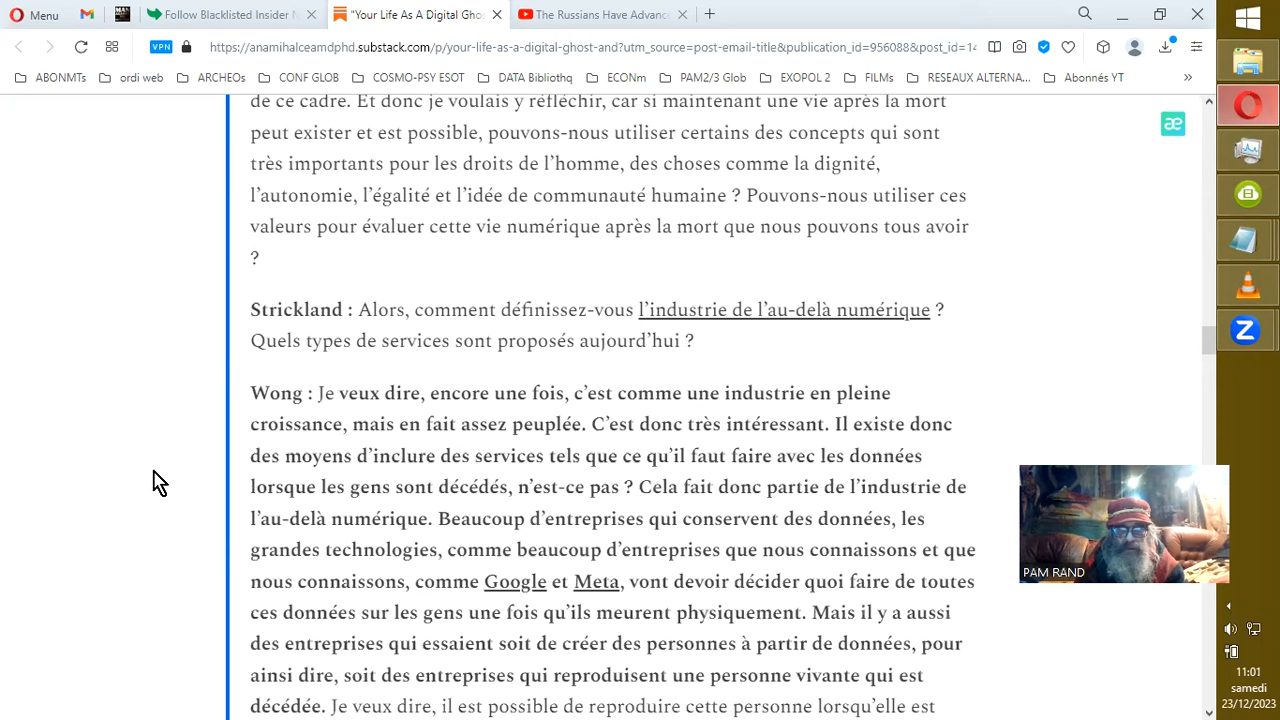 Menu
Follow Blacklisted Insider N
"Your Life As A Digital Ghos
The Russians Have Advanc
VPN
https://anamihalceamdphd.substack.com/p/your-life-as-a-digital-ghost-and?utm_source=post-email-title&publication_id=956088&post_id=14
ABONMTs
ordi web
ARCHEOs
CONF GLOB
COSMO-PSY ESOT
DATA Biblithq
ECONm
PAM2/3 Glob
EXOPOL 2
FILMs
RESEAUX ALTERNA...
Abonnés YT
»
de ce cadre. Et donc je voulais y réfléchir, car si maintenant une vie après la mort
peut exister et est possible, pouvons-nous utiliser certains des concepts qui sont
très importants pour les droits de l'homme, des choses comme la dignité,
l'autonomie, l'égalité et l'idée de communauté humaine ? Pouvons-nous utiliser ces
valeurs pour évaluer cette vie numérique après la mort que nous pouvons tous avoir
?
Strickland : Alors, comment définissez-vous l'industrie de l'au-delà numérique ?
Quels types de services sont proposés aujourd'hui ?
Wong : Je veux dire, encore une fois, c'est comme une industrie en pleine
croissance, mais en fait assez peuplée. C'est donc très intéressant. Il existe donc
des moyens d'inclure des services tels que ce qu'il faut faire avec les données
lorsque les gens sont décédés, n'est-ce pas ? Cela fait donc partie de l'industrie de
l'au-delà numérique. Beaucoup d'entreprises qui conservent des données, les
grandes technologies, comme beaucoup d'entreprises que nous connaissons et que
nous connaissons, comme Google et Meta, vont devoir décider quoi faire de toutes
ces données sur les gens une fois qu'ils meurent physiquement. Mais il y a aussi
des entreprises qui essaient soit de créer des personnes à partir de données, pour
ainsi dire, soit des entreprises qui reproduisent une personne vivante qui est
décédée. Je veux dire, il est possible de reproduire cette personne lorsqu'elle est
æ
PAM RAND
Z
11:01
samedi
23/12/2023